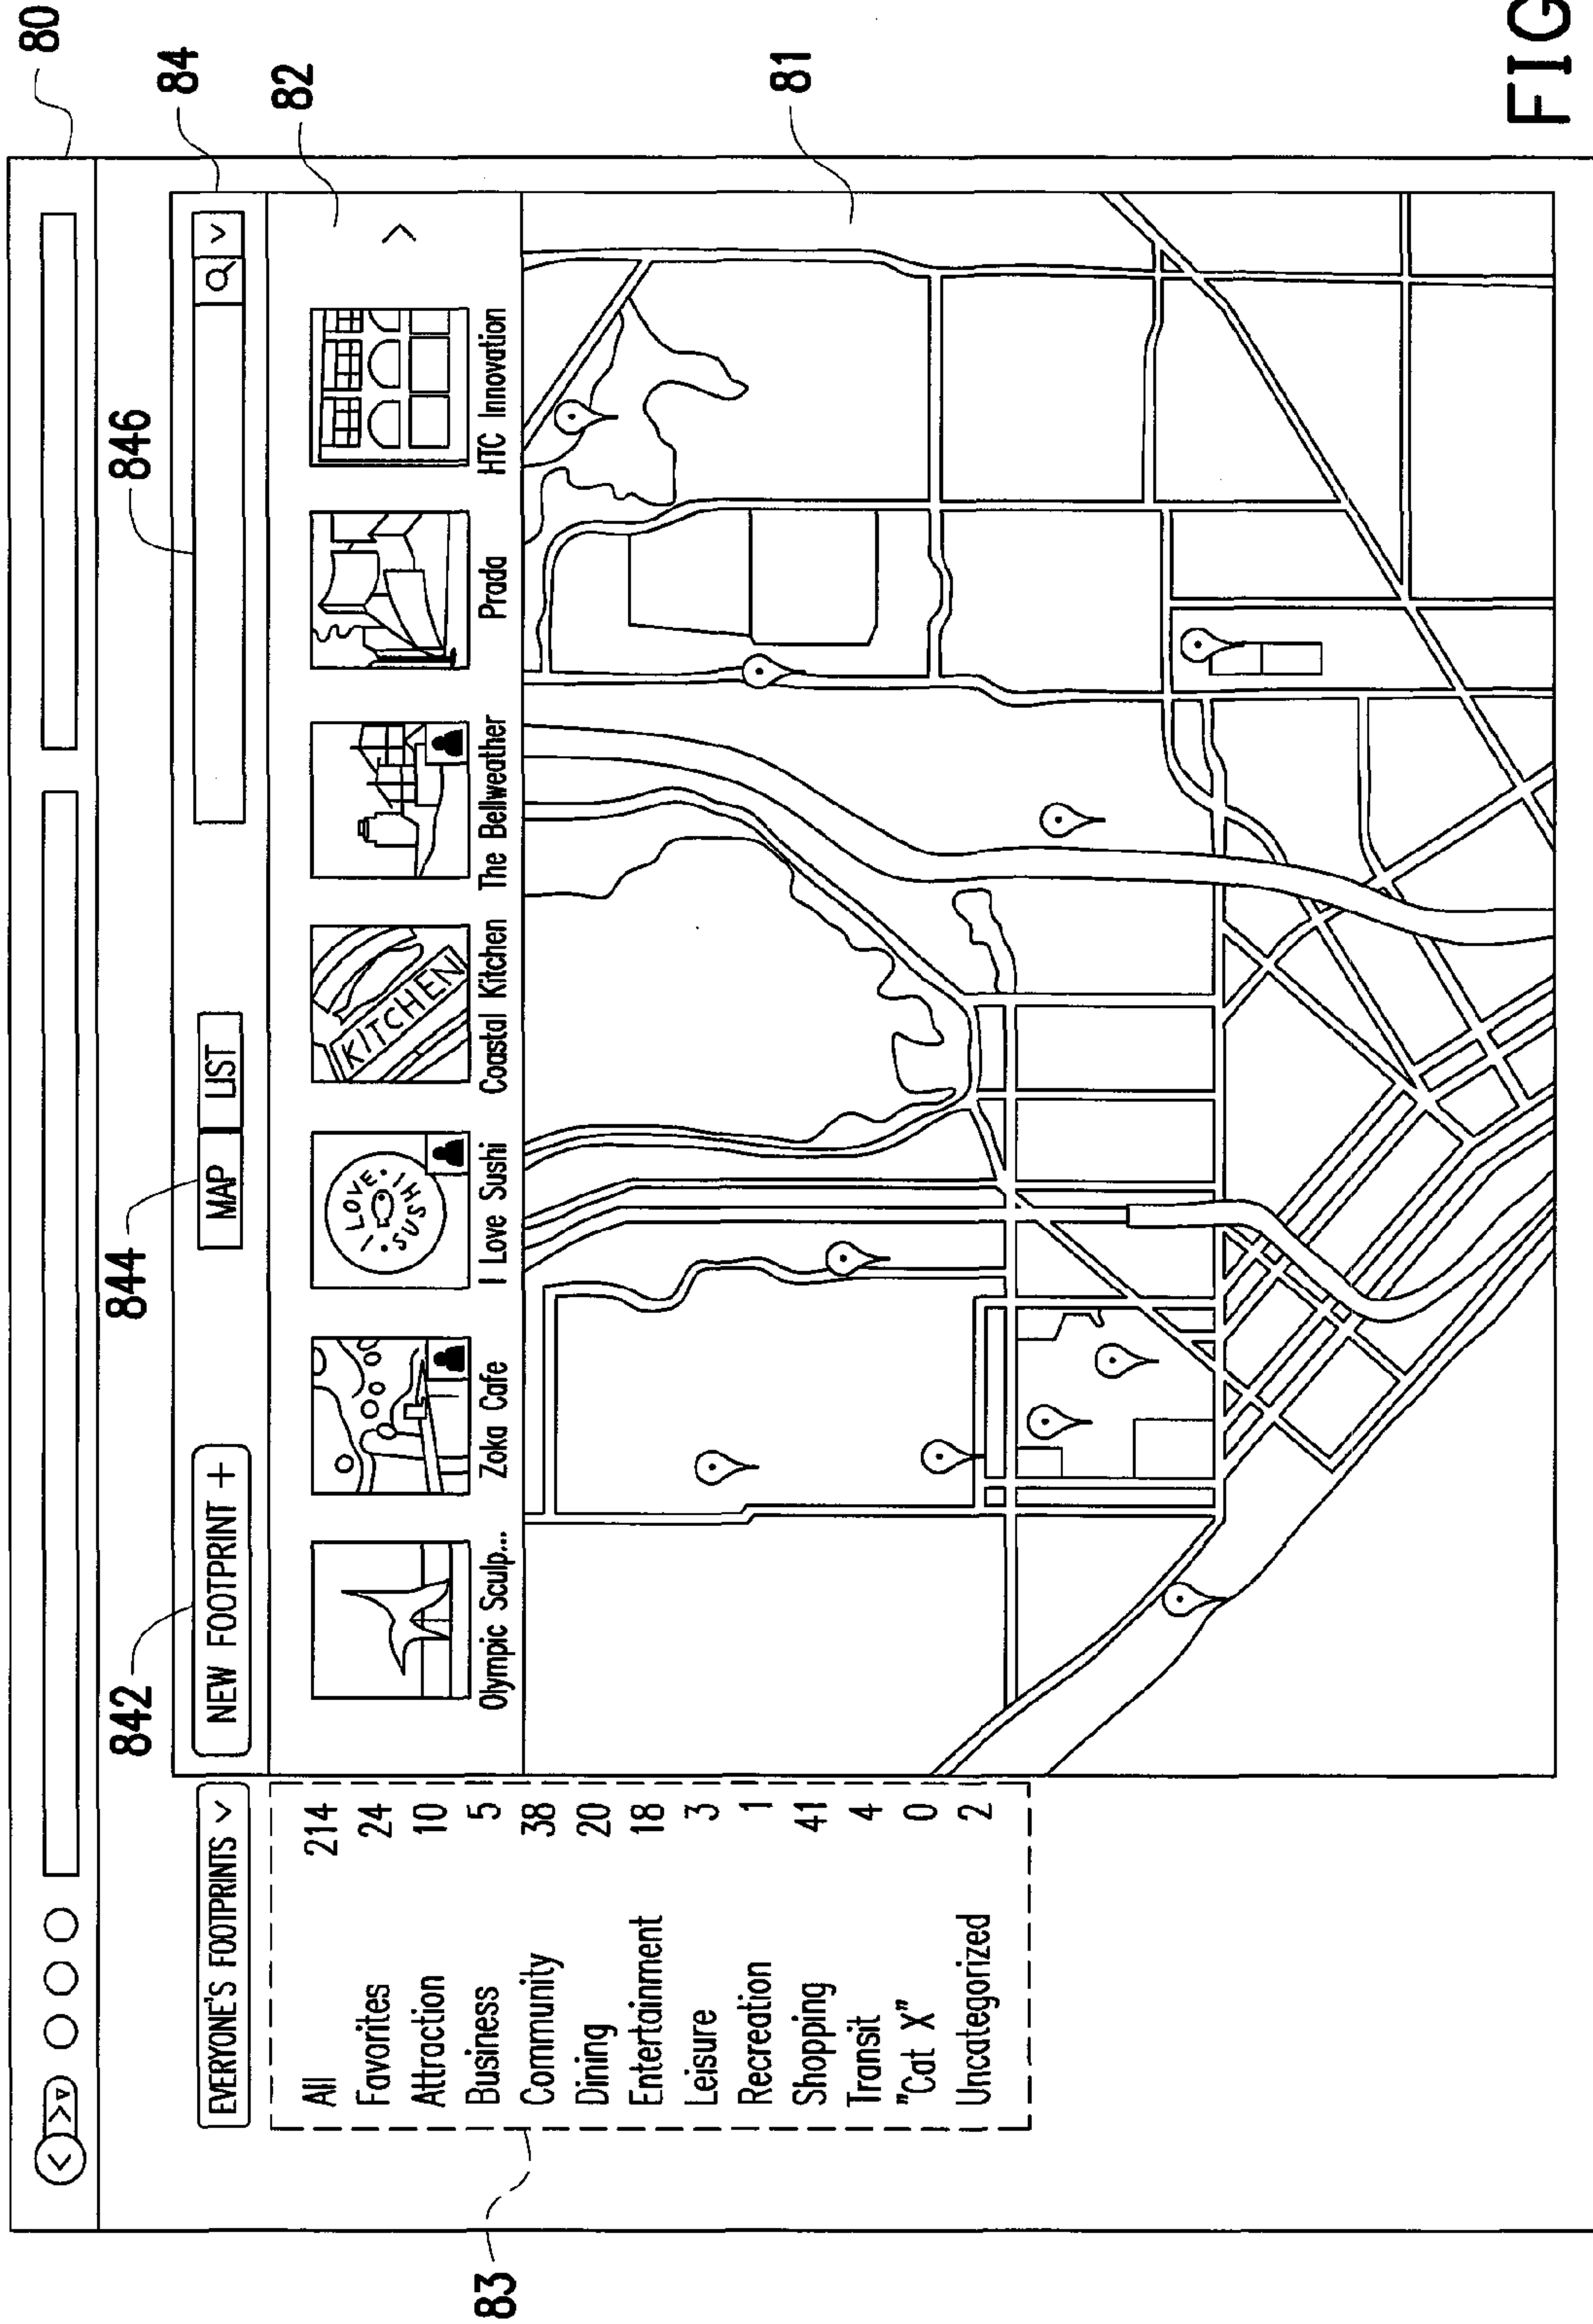 80
84
82
81
846
844
842
83
EVERYONE'S FOOTPRINTS
NEW FOOTPRINT +
MAP
LIST
All 214
Favorites 24
Attraction 10
Business 5
Community 38
Dining 20
Entertainment 18
Leisure 3
Recreation 1
Shopping 41
Transit 4
"Cat X" 0
Uncategorized 2
I LOVE.
SUSHI
KITCHEN
Olympic Sculp...
Zoka Cafe
I Love Sushi
Coastal Kitchen
The Bellweather
Prada
HTC Innovation
FIG